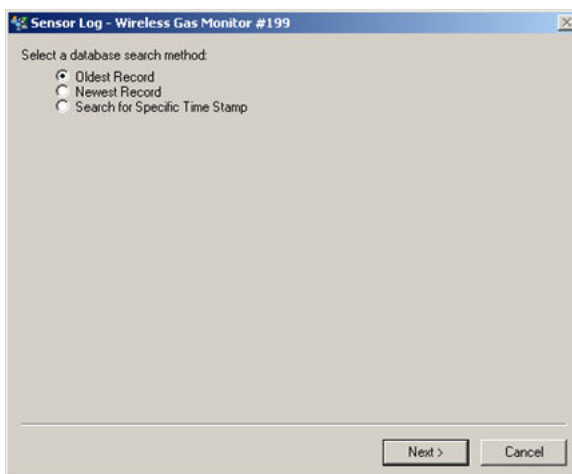 Sensor Log - Wireless Gas Monitor #199
Select a database search method:
Oldest Record
Newest Record
Search for Specific Time Stamp
Next >
Cancel